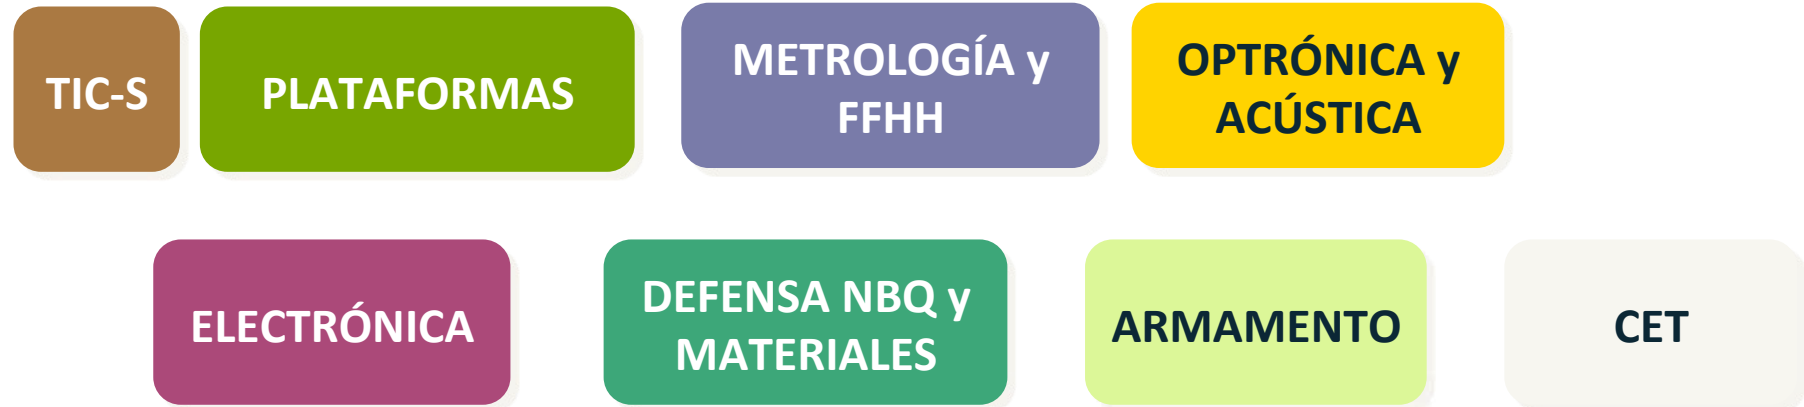 TIC-S
PLATAFORMAS
METROLOGÍA y
FFHH
OPTRÓNICA y
ACÚSTICA
ELECTRÓNICA
DEFENSA NBQ y
MATERIALES
ARMAMENTO
CET